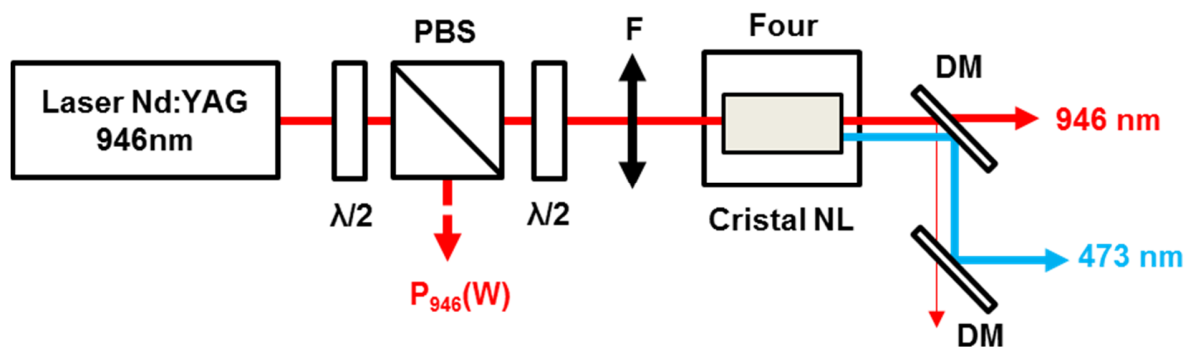 PBS
F
Four
DM
Laser Nd:YAG
946nm
946 nm
λ/2
λ/2
Cristal NL
473 nm
P₉₄₆(W)
DM